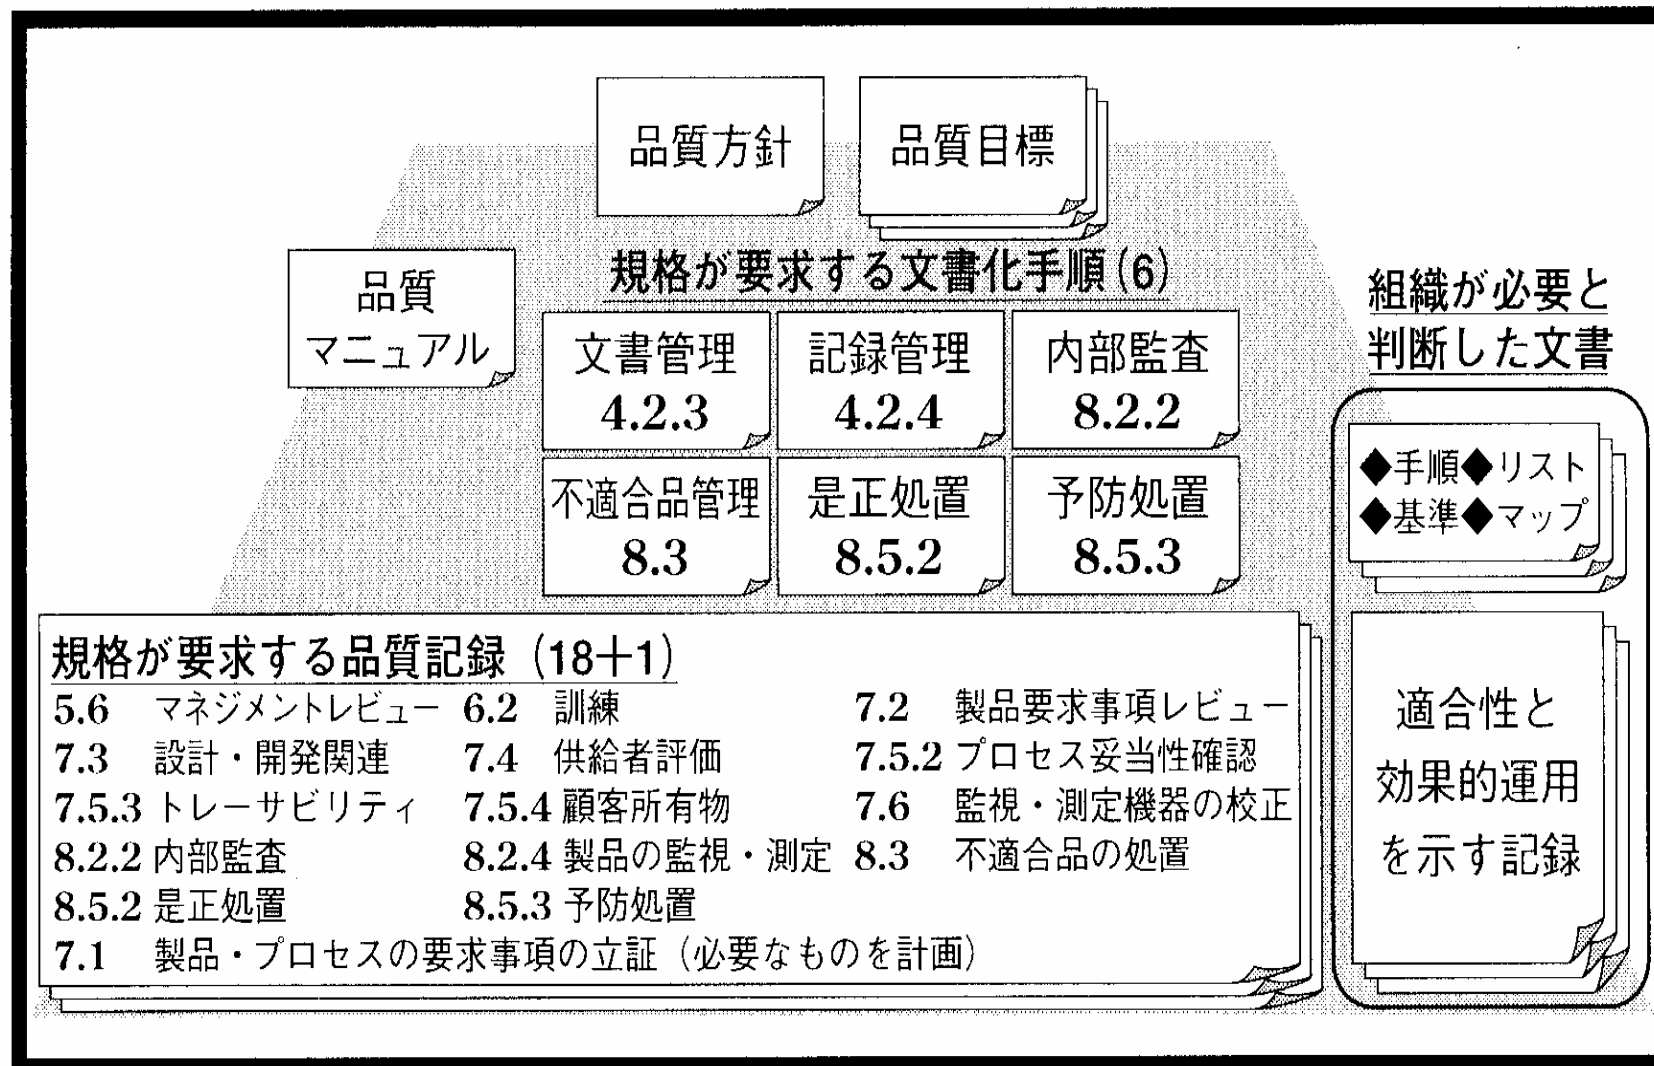 品質方針
品質目標
品質
マニュアル
規格が要求する文書化手順(6)
文書管理
4.2.3
記録管理
4.2.4
内部監査
8.2.2
不適合品管理
8.3
是正処置
8.5.2
予防処置
8.5.3
組織が必要と
判断した文書
◆手順◆リスト
◆基準◆マップ
適合性と
効果的運用
を示す記録
規格が要求する品質記録（18＋1）
5.6 マネジメントレビュー 6.2 訓練 7.2 製品要求事項レビュー
7.3 設計・開発関連 7.4 供給者評価 7.5.2 プロセス妥当性確認
7.5.3 トレーサビリティ 7.5.4 顧客所有物 7.6 監視・測定機器の校正
8.2.2 内部監査 8.2.4 製品の監視・測定 8.3 不適合品の処置
8.5.2 是正処置 8.5.3 予防処置
7.1 製品・プロセスの要求事項の立証（必要なものを計画）